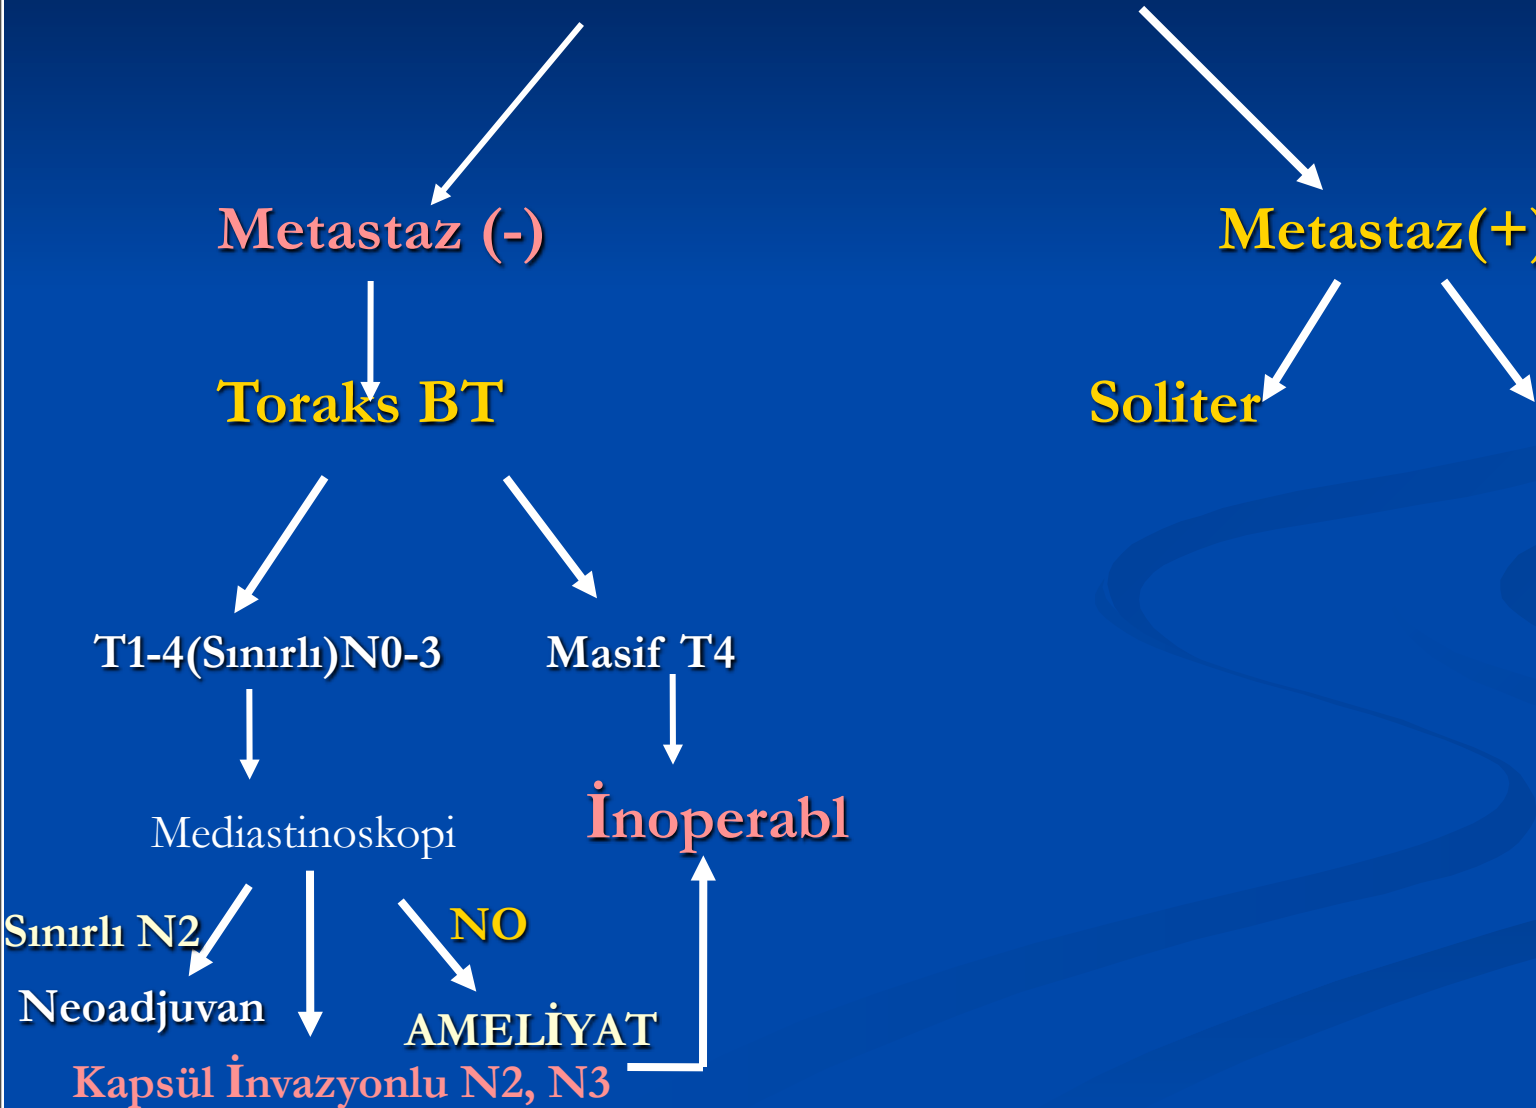 Metastaz (-)
Metastaz(+)
Toraks BT
Soliter
T1-4(Sınırlı)N0-3
Masif T4
Mediastinoskopi
İnoperabl
Sınırlı N2
NO
Neoadjuvan
AMELİYAT
Kapsül İnvazyonlu N2, N3